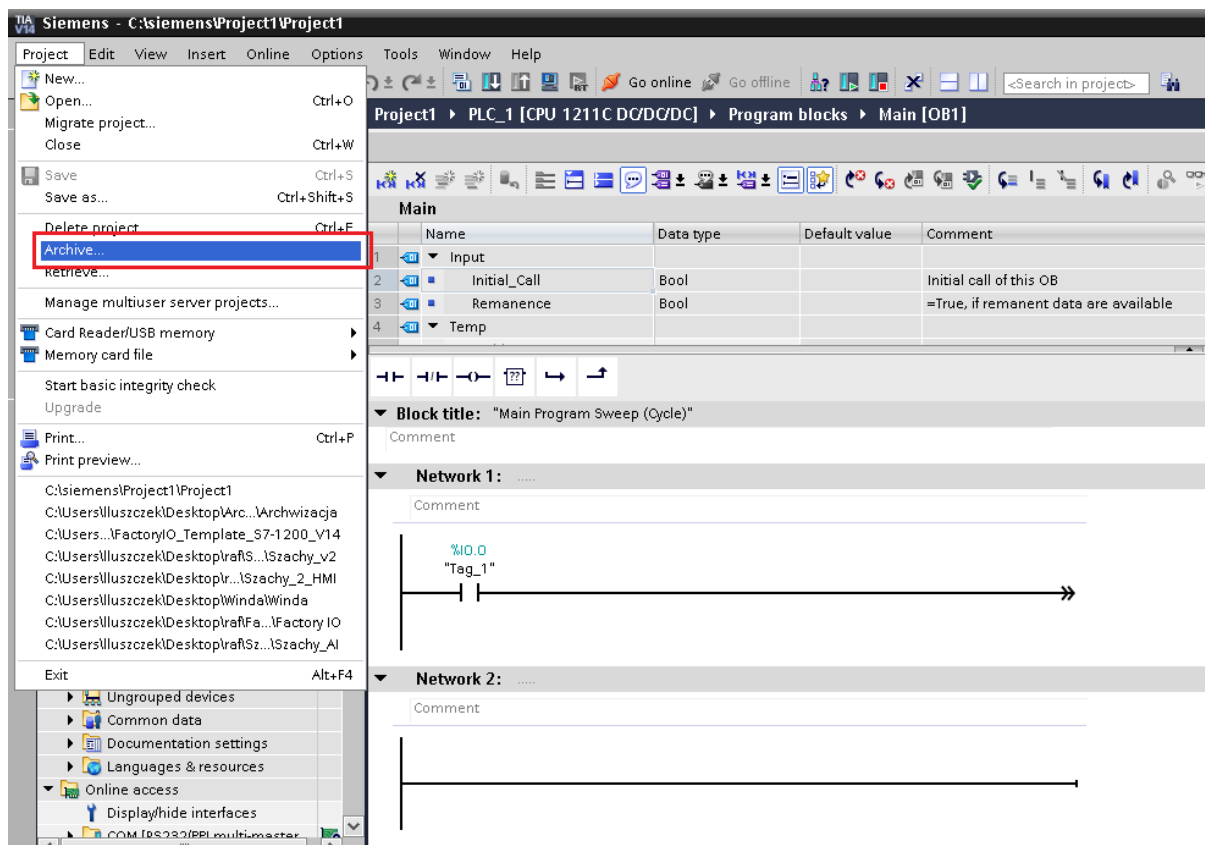 TIA V14 Siemens - C:\siemens\Project1\Project1
Project Edit View Insert Online Options Tools Window Help
New...
Open... Ctrl+O
Migrate project...
Close Ctrl+W
Save Ctrl+S
Save as... Ctrl+Shift+S
Delete project Ctrl+E
Archive...
Retrieve...
Manage multiuser server projects...
Card Reader/USB memory
Memory card file
Start basic integrity check
Upgrade
Print... Ctrl+P
Print preview...
C:\siemens\Project1\Project1
C:\Users\lluszczek\Desktop\Arc...\Archwizacja
C:\Users...\FactoryIO_Template_S7-1200_V14
C:\Users\lluszczek\Desktop\raf\S...\Szachy_v2
C:\Users\lluszczek\Desktop\r...\Szachy_2_HMI
C:\Users\lluszczek\Desktop\Winda\Winda
C:\Users\lluszczek\Desktop\raf\Fa...\Factory IO
C:\Users\lluszczek\Desktop\raf\Sz...\Szachy_AI
Exit Alt+F4
Ungrouped devices
Common data
Documentation settings
Languages & resources
Online access
Display/hide interfaces
COM [RS232/PPI multi-master
RT Go online Go offline <Search in project>
Project1 PLC_1 [CPU 1211C DC/DC/DC] Program blocks Main [OB1]
Main
Name Data type Default value Comment
1 Input
2 Initial_Call Bool Initial call of this OB
3 Remanence Bool =True, if remanent data are available
4 Temp
??
Block title: "Main Program Sweep (Cycle)"
Comment
Network 1: .....
Comment
%I0.0
"Tag_1"
Network 2: .....
Comment